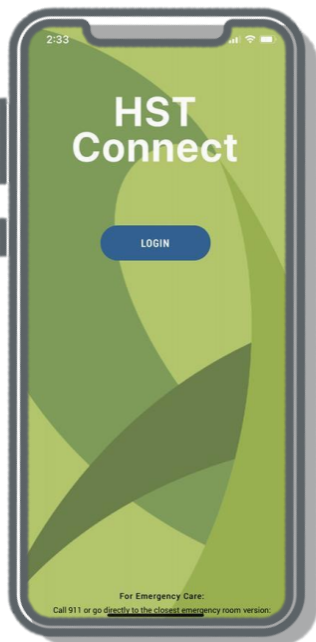 2:33
HST
Connect
LOGIN
For Emergency Care:
Call 911 or go directly to the closest emergency room version: